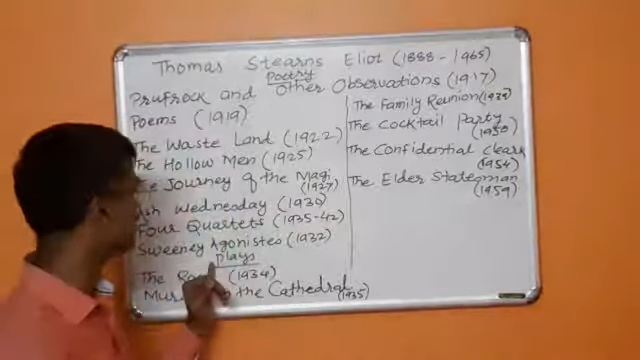 Thomas Stearns Eliot (1888-1965)
Poetry
Prufrock and Other Observations (1917)
Poems (1919)
The Waste Land (1922)
The Hollow Men (1925)
Journey of the Magi
(1927)
Ash Wednesday (1930)
Four Quartets (1935-42)
Sweeney Agonistes (1932)
Plays
The (1934)
the Cathedral
(1935)
The Family Reunion (1939)
The Cocktail Party
(1950)
The Confidential Clerk
(1954)
The Elder Statesman
(1959)